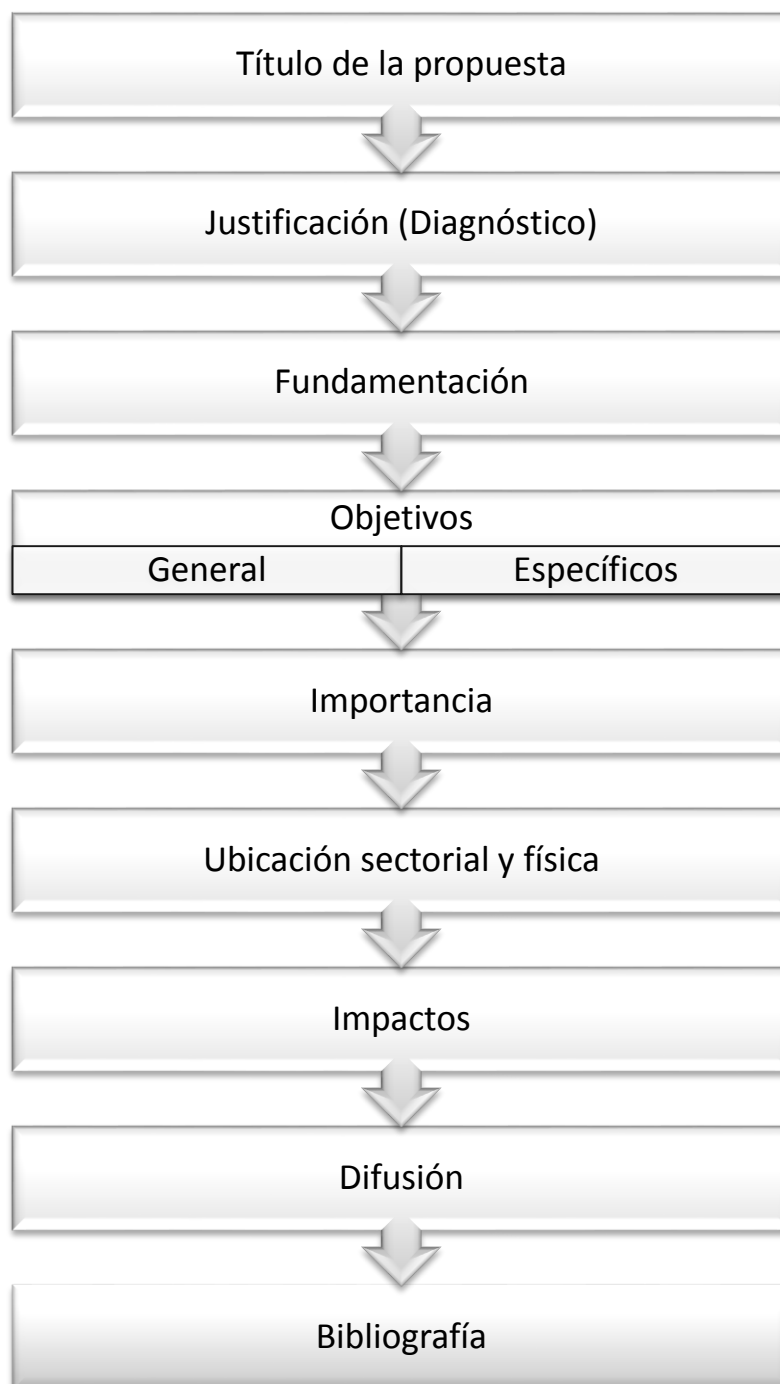 Título de la propuesta
Justificación (Diagnóstico)
Fundamentación
Objetivos
General Específicos
Importancia
Ubicación sectorial y física
Impactos
Difusión
Bibliografía